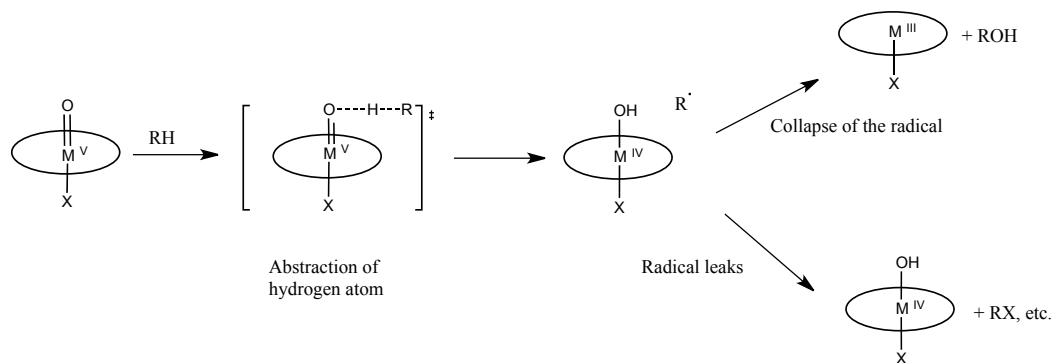 O
M V
X
RH
O----H---R ‡
M V
X
Abstraction of
hydrogen atom
OH
M IV
X
R•
M III
X
+ ROH
Collapse of the radical
Radical leaks
OH
M IV
X
+ RX, etc.